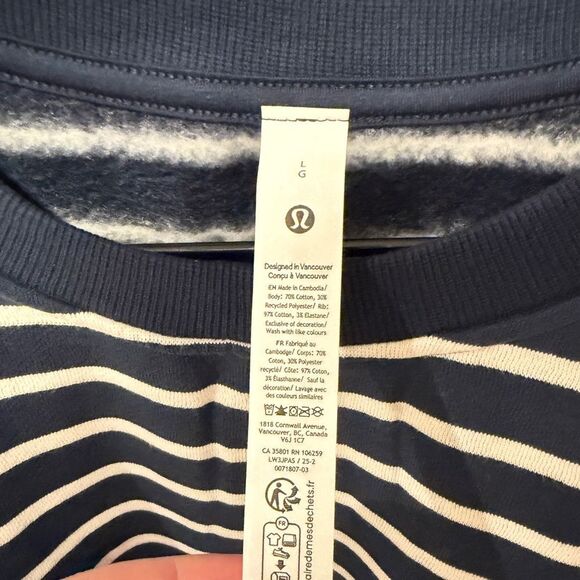 L
G
Designed in Vancouver
Conçu à Vancouver
EN Made in Cambodia/
Body: 70% Cotton, 30%
Recycled Polyester/ Rib:
97% Cotton, 3% Elastane/
Exclusive of decoration/
Wash with like colours
FR Fabriqué au
Cambodge/ Corps: 70%
Coton, 30% Polyester
recyclé/ Côte: 97% Coton,
3% Élasthanne/ Sauf la
décoration/ Lavage avec
des couleurs similaires
1818 Cornwall Avenue,
Vancouver, BC, Canada
V6J 1C7
CA 35801 RN 106259
LW3JPAS / 25-2
0071807-03
FR
airedemesdechets.fr